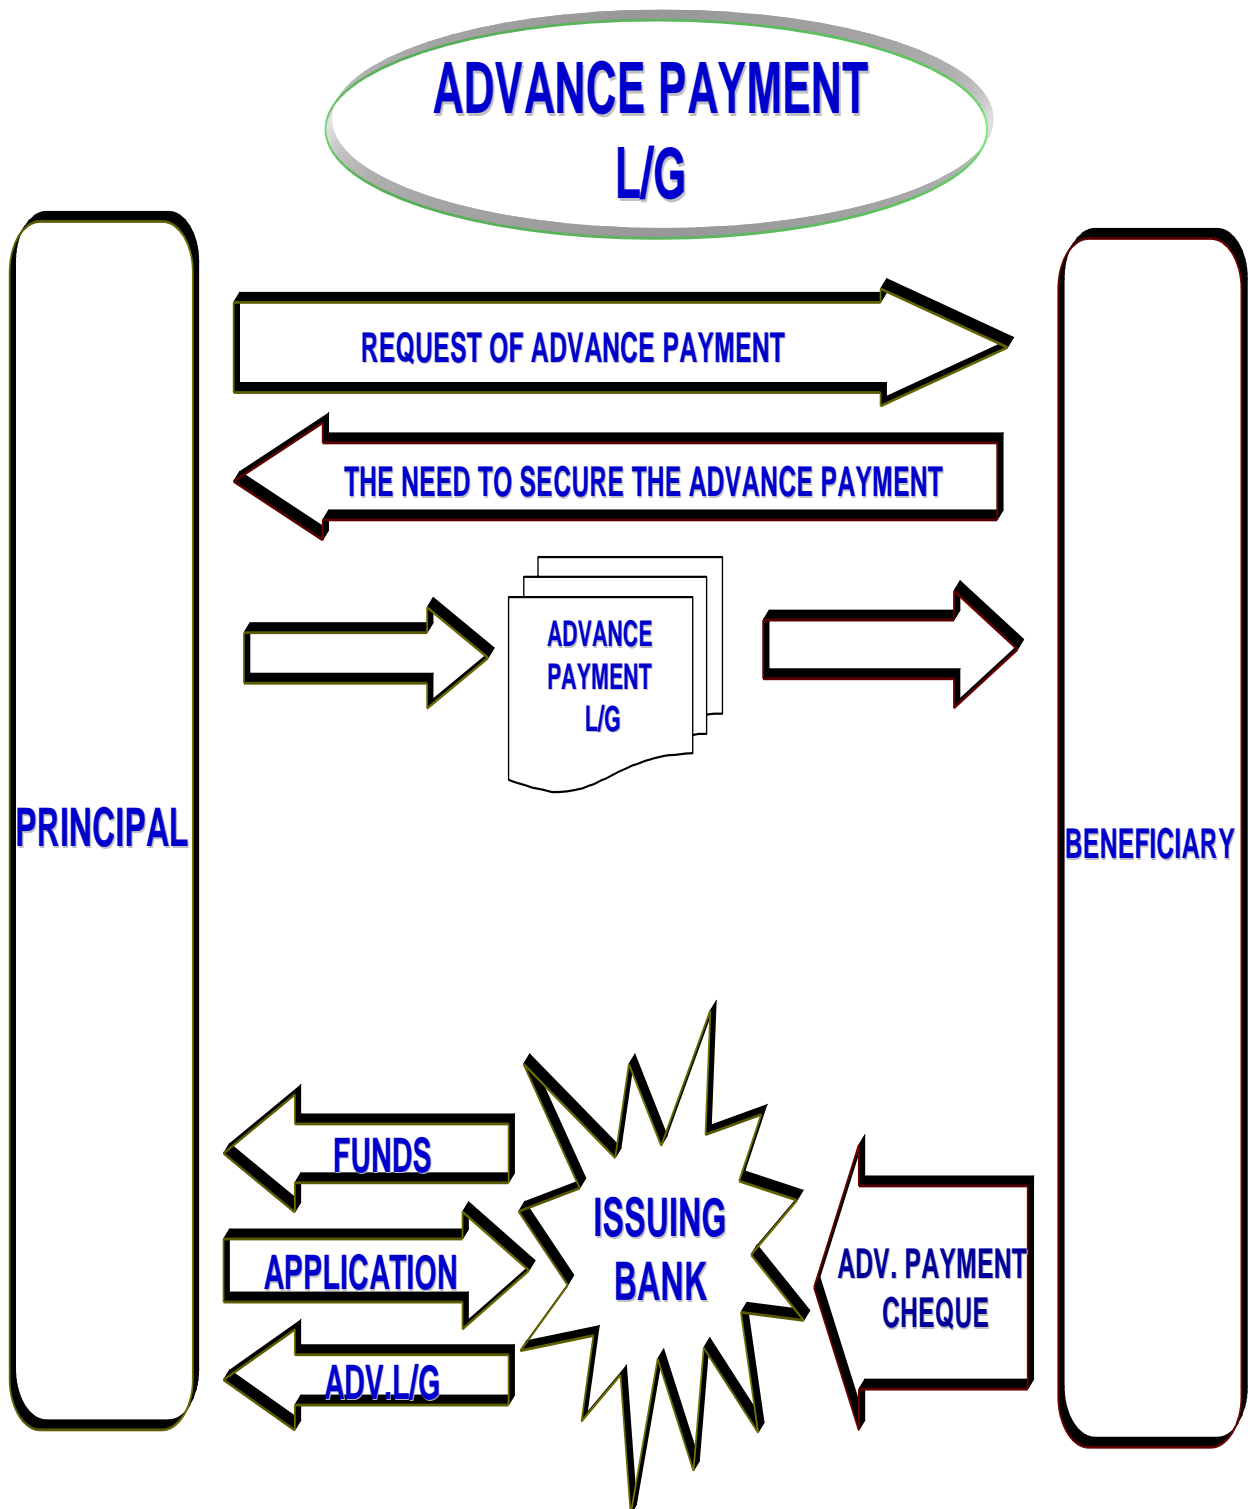 ADVANCE PAYMENT
L/G
REQUEST OF ADVANCE PAYMENT
THE NEED TO SECURE THE ADVANCE PAYMENT
ADVANCE
PAYMENT
L/G
PRINCIPAL
BENEFICIARY
FUNDS
APPLICATION
ADV.L/G
ISSUING
BANK
ADV. PAYMENT
CHEQUE